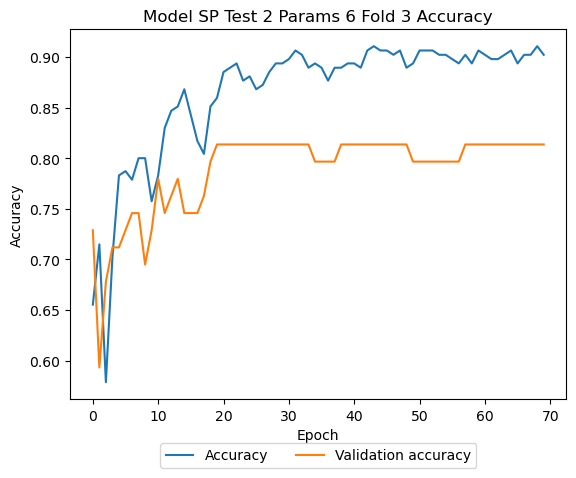 Model SP Test 2 Params 6 Fold 3 Accuracy
Accuracy
0.90
0.85
0.80
0.75
0.70
0.65
0.60
0 10 20 30 40 50 60 70
Epoch
Accuracy Validation accuracy